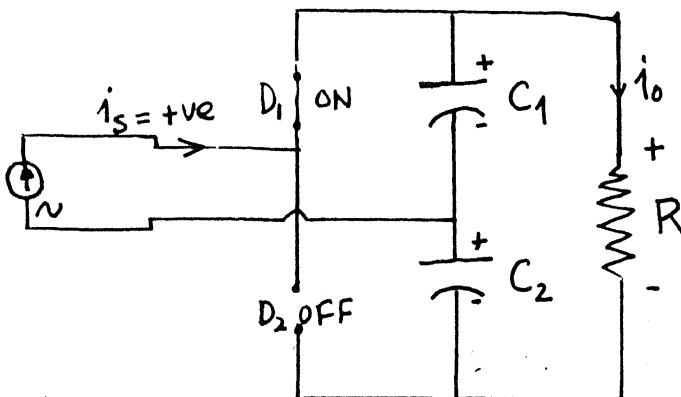 is = +ve
D1 ON
+
C1
-
io
+
R
-
~
+
C2
-
D2 OFF